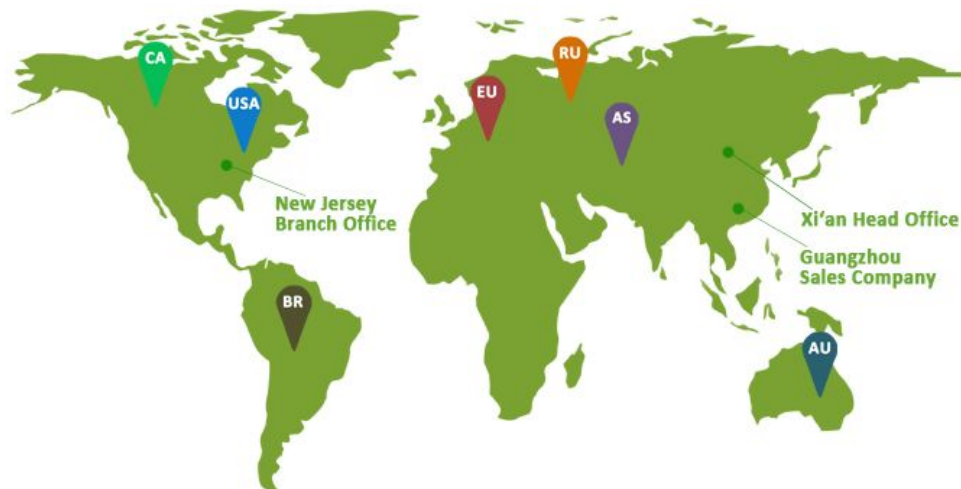 CA
RU
EU
USA
AS
New Jersey
Branch Office
Xi‘an Head Office
Guangzhou
Sales Company
BR
AU